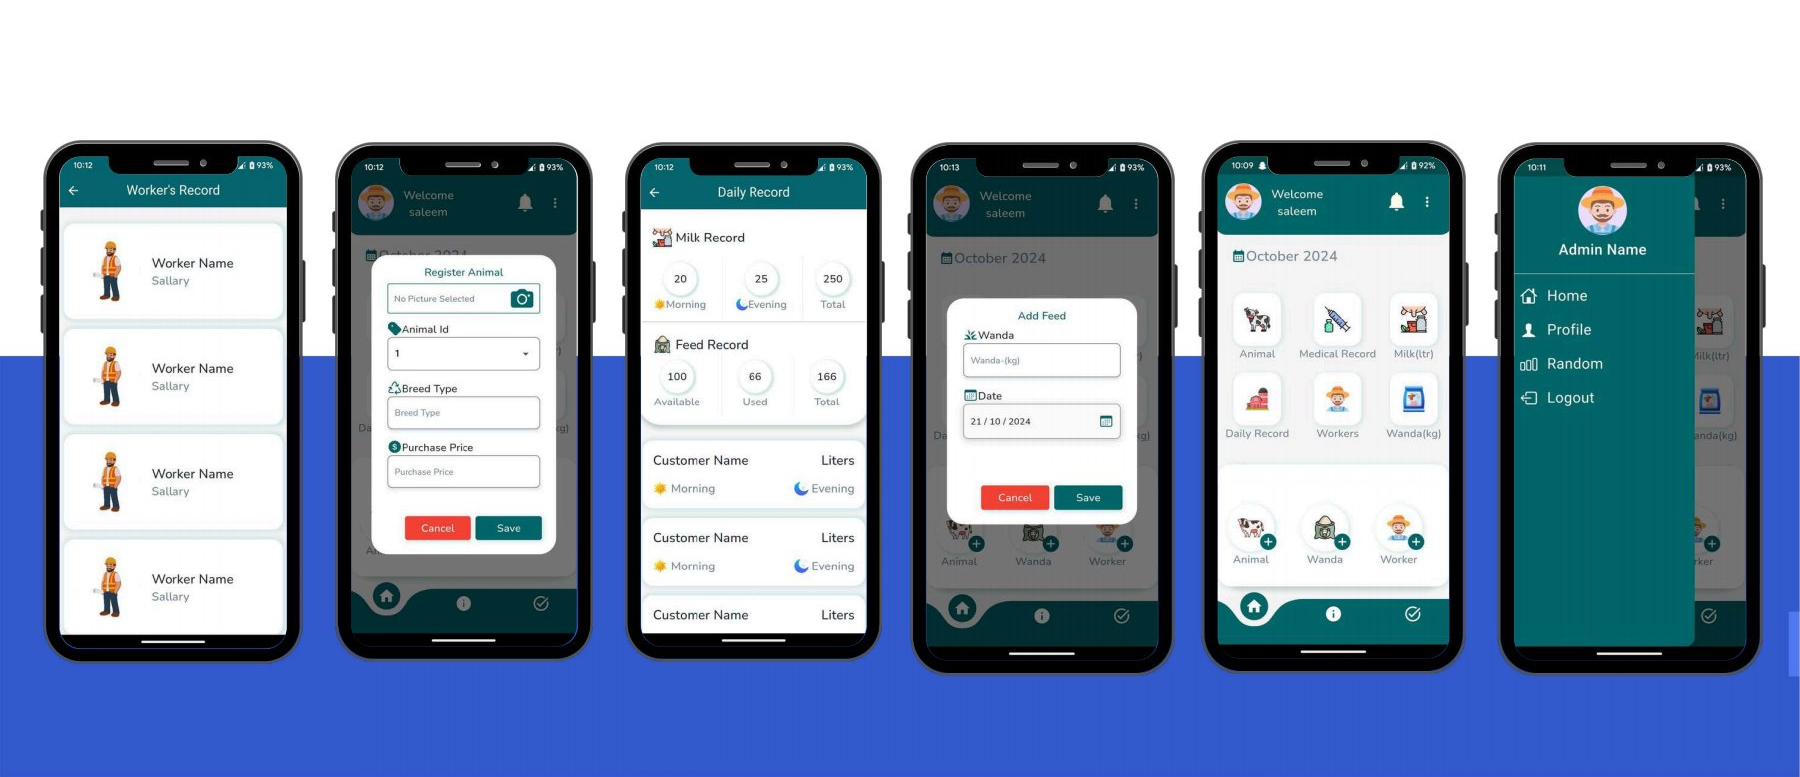 10:12
93%
Worker's Record
Worker Name
Sallary
Worker Name
Sallary
Worker Name
Sallary
Worker Name
Sallary
10:12
93%
Welcome
saleem
October 2024
Register Animal
No Picture Selected
Animal Id
1
Breed Type
Breed Type
Purchase Price
Purchase Price
Cancel
Save
10:12
93%
Daily Record
Milk Record
20
25
250
Morning
Evening
Total
Feed Record
100
66
166
Available
Used
Total
Customer Name
Liters
Morning
Evening
Customer Name
Liters
Morning
Evening
Customer Name
Liters
10:13
93%
Welcome
saleem
October 2024
Add Feed
Wanda
Wanda-(kg)
Date
21 / 10 / 2024
Cancel
Save
Animal
Wanda
Worker
10:09
92%
Welcome
saleem
October 2024
Animal
Medical Record
Milk(ltr)
Daily Record
Workers
Wanda(kg)
Animal
Wanda
Worker
10:11
93%
Admin Name
Home
Profile
Random
Logout